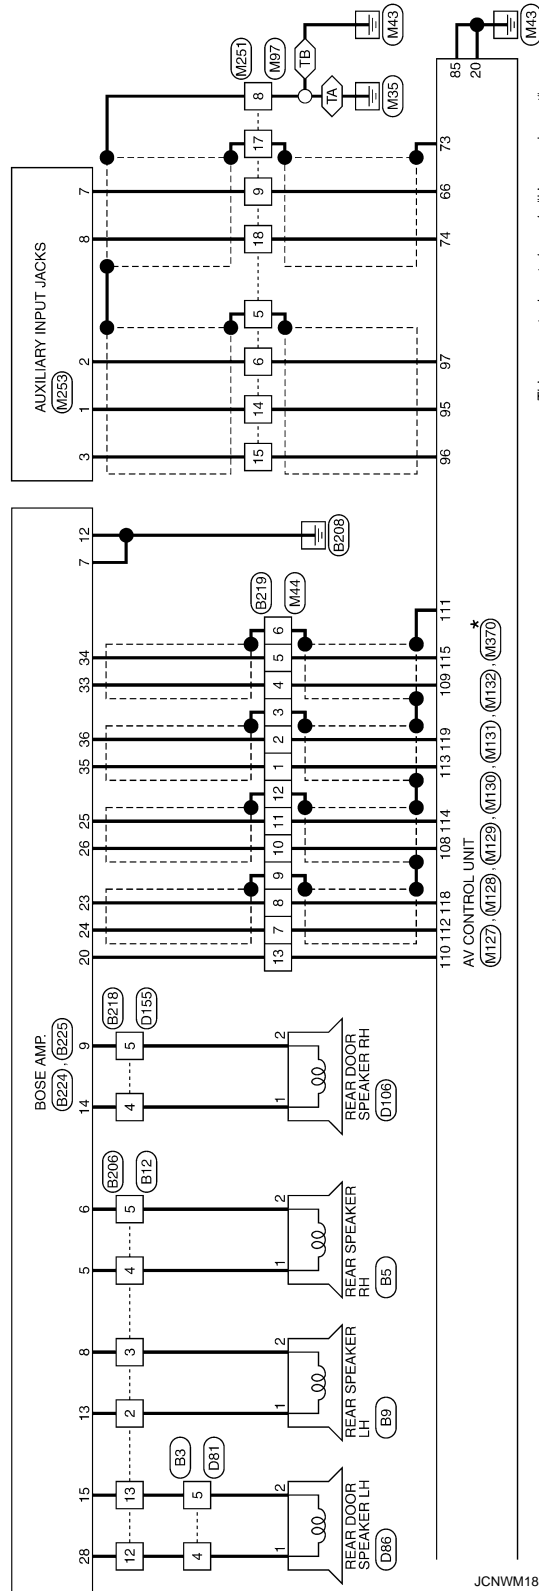 BOSE AMP.
B224 , B225
AUXILIARY INPUT JACKS
M253
28 15 13 8 5 6 14 9 20 24 23 26 25 35 36 33 34 7 12 3 1 2 8 7
B206 B218
12 13 2 3 4 5 4 5
B12 D155
B3
4 5
D81
B219 M251
13 7 8 9 10 11 12 1 2 3 4 5 6 15 14 6 5 18 9 17 8
M44 M97
1 2 1 2 1 2 1 2
B208
TB
TA
REAR DOOR
SPEAKER LH
D86
REAR SPEAKER
LH
B9
REAR SPEAKER
RH
B5
REAR DOOR
SPEAKER RH
D106
M35
M43
110 112 118 108 114 113 119 109 115 111 96 95 97 74 66 73
85
20
M43
AV CONTROL UNIT
M127 , M128 , M129 , M130 , M131 , M132 , M370 *
JCNWM18